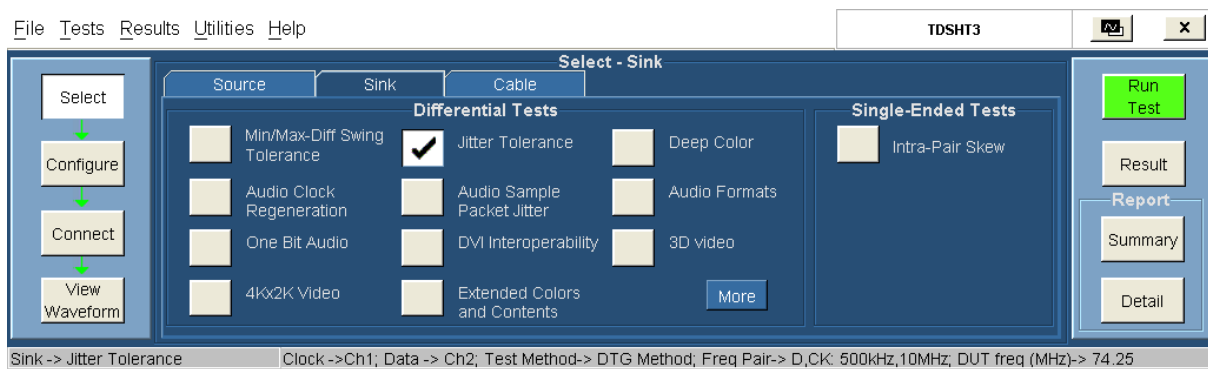 File Tests Results Utilities Help
TDSHT3
x
Select - Sink
Select
Configure
Connect
View
Waveform
Source Sink Cable
Differential Tests
Min/Max-Diff Swing
Tolerance
Jitter Tolerance
Deep Color
Audio Clock
Regeneration
Audio Sample
Packet Jitter
Audio Formats
One Bit Audio
DVI Interoperability
3D video
4Kx2K Video
Extended Colors
and Contents
More
Single-Ended Tests
Intra-Pair Skew
Run
Test
Result
Report
Summary
Detail
Sink -> Jitter Tolerance
Clock ->Ch1; Data -> Ch2; Test Method-> DTG Method; Freq Pair-> D,CK: 500kHz,10MHz; DUT freq (MHz)-> 74.25